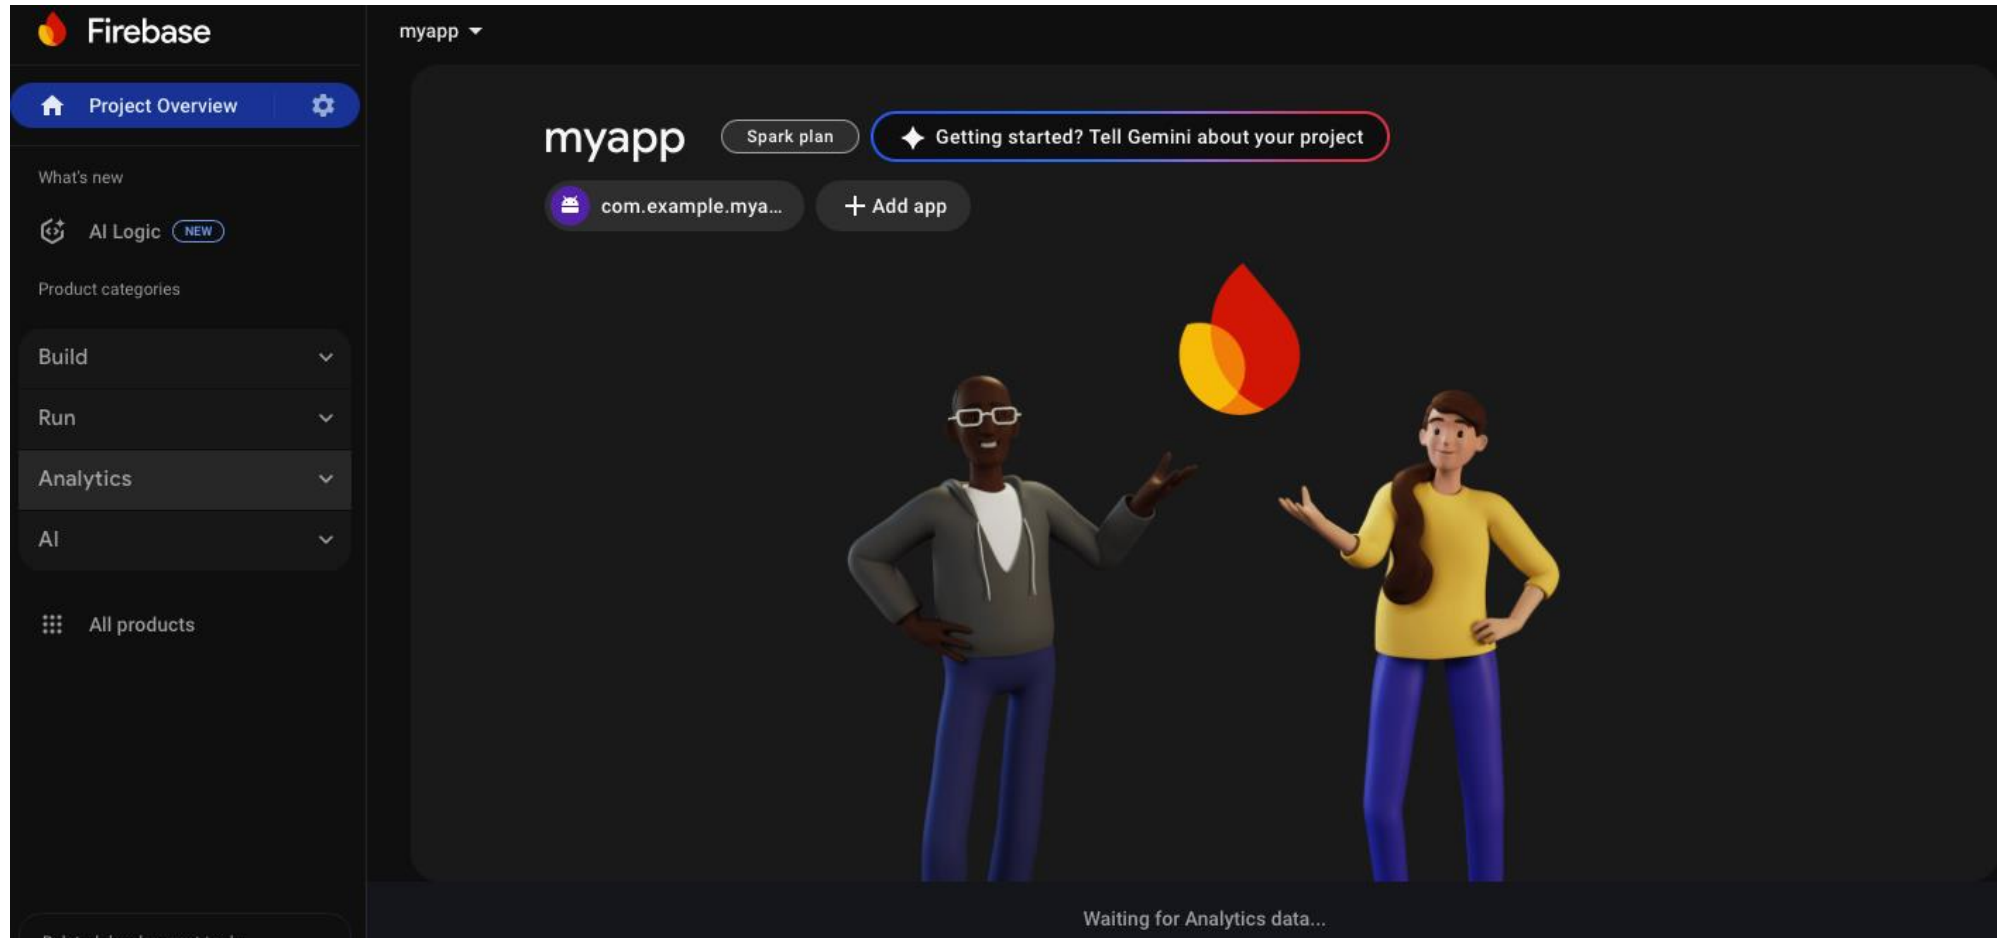 Firebase
myapp
Project Overview
myapp
Spark plan
Getting started? Tell Gemini about your project
What's new
com.example.mya...
+ Add app
AI Logic NEW
Product categories
Build
Run
Analytics
AI
All products
Waiting for Analytics data...